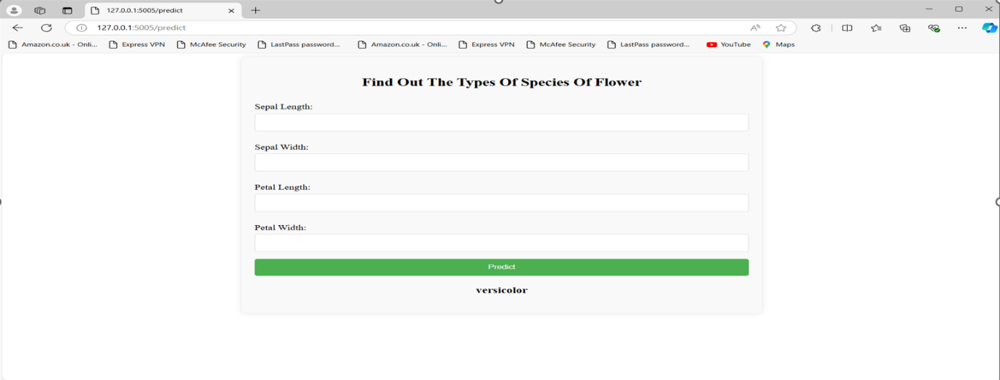 127.0.0.1:5005/predict
127.0.0.1:5005/predict
Amazon.co.uk - Onli... Express VPN McAfee Security LastPass password... Amazon.co.uk - Onli... Express VPN McAfee Security LastPass password... YouTube Maps
Find Out The Types Of Species Of Flower
Sepal Length:
Sepal Width:
Petal Length:
Petal Width:
Predict
versicolor